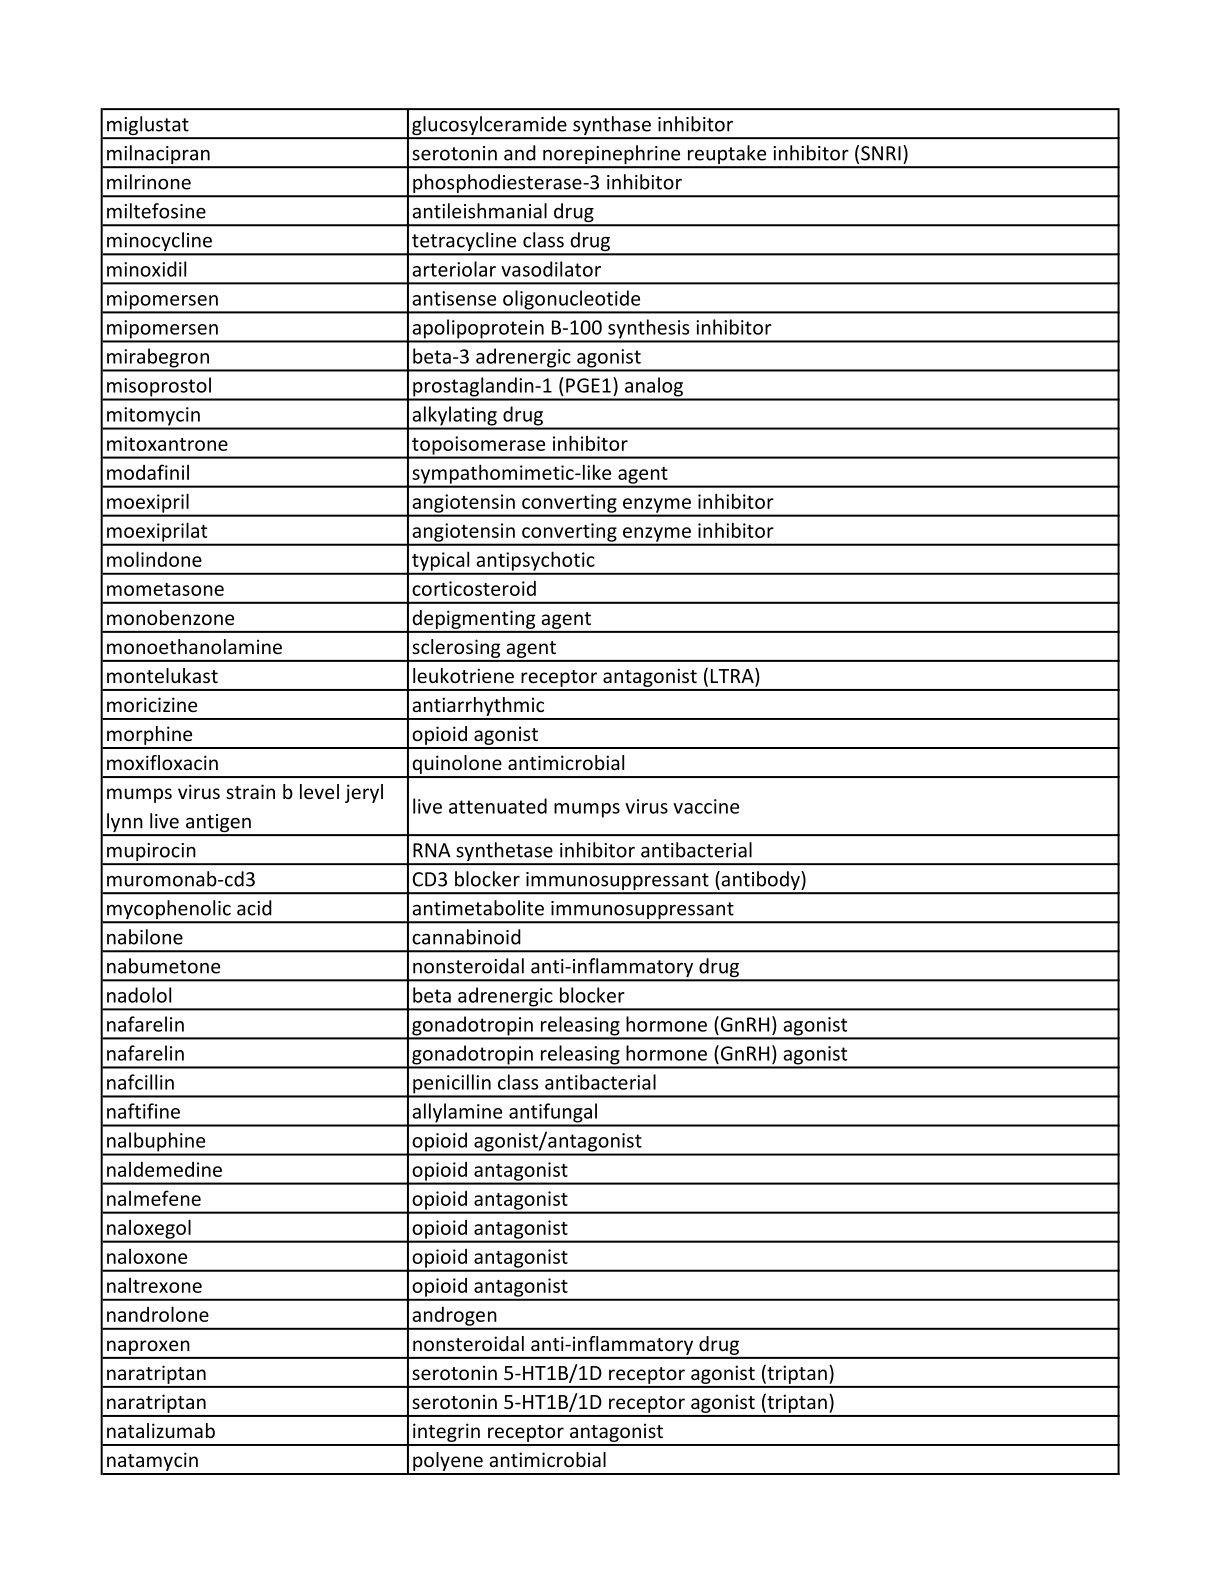 miglustat glucosylceramide synthase inhibitor
milnacipran serotonin and norepinephrine reuptake inhibitor (SNRI)
milrinone phosphodiesterase-3 inhibitor
miltefosine antileishmanial drug
minocycline tetracycline class drug
minoxidil arteriolar vasodilator
mipomersen antisense oligonucleotide
mipomersen apolipoprotein B-100 synthesis inhibitor
mirabegron beta-3 adrenergic agonist
misoprostol prostaglandin-1 (PGE1) analog
mitomycin alkylating drug
mitoxantrone topoisomerase inhibitor
modafinil sympathomimetic-like agent
moexipril angiotensin converting enzyme inhibitor
moexiprilat angiotensin converting enzyme inhibitor
molindone typical antipsychotic
mometasone corticosteroid
monobenzone depigmenting agent
monoethanolamine sclerosing agent
montelukast leukotriene receptor antagonist (LTRA)
moricizine antiarrhythmic
morphine opioid agonist
moxifloxacin quinolone antimicrobial
mumps virus strain b level jeryl
lynn live antigen
live attenuated mumps virus vaccine
mupirocin RNA synthetase inhibitor antibacterial
muromonab-cd3 CD3 blocker immunosuppressant (antibody)
mycophenolic acid antimetabolite immunosuppressant
nabilone cannabinoid
nabumetone nonsteroidal anti-inflammatory drug
nadolol beta adrenergic blocker
nafarelin gonadotropin releasing hormone (GnRH) agonist
nafarelin gonadotropin releasing hormone (GnRH) agonist
nafcillin penicillin class antibacterial
naftifine allylamine antifungal
nalbuphine opioid agonist/antagonist
naldemedine opioid antagonist
nalmefene opioid antagonist
naloxegol opioid antagonist
naloxone opioid antagonist
naltrexone opioid antagonist
nandrolone androgen
naproxen nonsteroidal anti-inflammatory drug
naratriptan serotonin 5-HT1B/1D receptor agonist (triptan)
naratriptan serotonin 5-HT1B/1D receptor agonist (triptan)
natalizumab integrin receptor antagonist
natamycin polyene antimicrobial